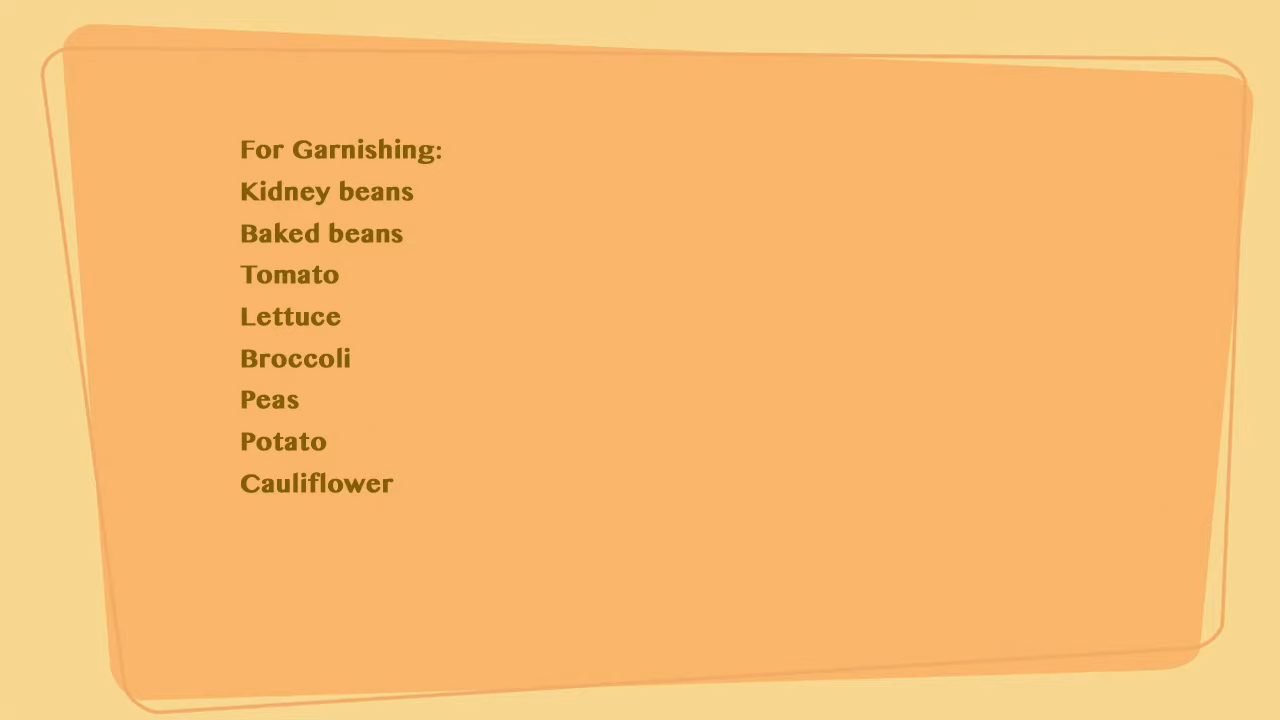 For Garnishing:
Kidney beans
Baked beans
Tomato
Lettuce
Broccoli
Peas
Potato
Cauliflower